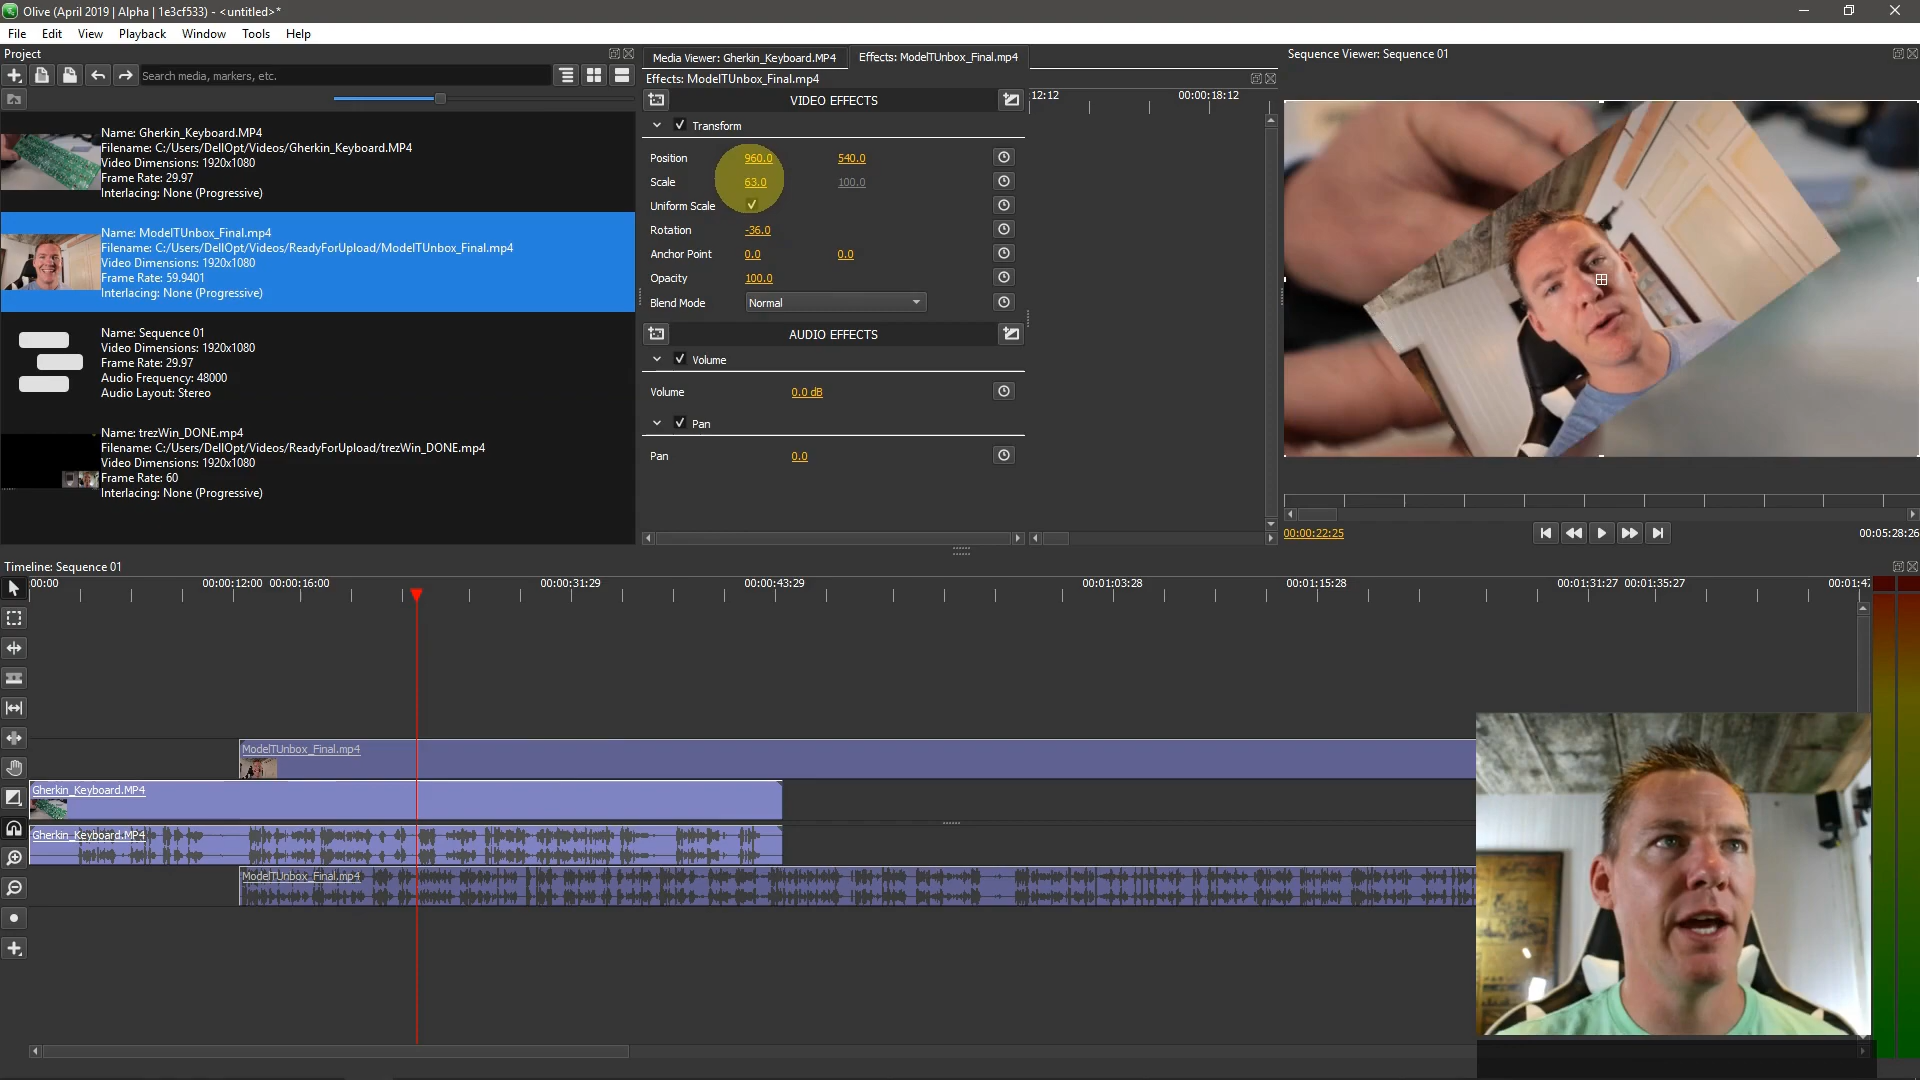 Olive (April 2019 | Alpha | 1e3cf533) - <untitled>*
File Edit View Playback Window Tools Help
Project
Search media, markers, etc.
Name: Gherkin_Keyboard.MP4
Filename: C:/Users/DellOpt/Videos/Gherkin_Keyboard.MP4
Video Dimensions: 1920x1080
Frame Rate: 29.97
Interlacing: None (Progressive)
Name: ModelTUnbox_Final.mp4
Filename: C:/Users/DellOpt/Videos/ReadyForUpload/ModelTUnbox_Final.mp4
Video Dimensions: 1920x1080
Frame Rate: 59.9401
Interlacing: None (Progressive)
Name: Sequence 01
Video Dimensions: 1920x1080
Frame Rate: 29.97
Audio Frequency: 48000
Audio Layout: Stereo
Name: trezWin_DONE.mp4
Filename: C:/Users/DellOpt/Videos/ReadyForUpload/trezWin_DONE.mp4
Video Dimensions: 1920x1080
Frame Rate: 60
Interlacing: None (Progressive)
Media Viewer: Gherkin_Keyboard.MP4 Effects: ModelTUnbox_Final.mp4
Effects: ModelTUnbox_Final.mp4
VIDEO EFFECTS
Transform
Position 960.0 540.0
Scale 63.0 100.0
Uniform Scale
Rotation -36.0
Anchor Point 0.0 0.0
Opacity 100.0
Blend Mode Normal
AUDIO EFFECTS
Volume
Volume 0.0 dB
Pan
Pan 0.0
12:12 00:00:18:12
Sequence Viewer: Sequence 01
00:00:22:25 00:05:28:26
Timeline: Sequence 01
00:00 00:00:12:00 00:00:16:00 00:00:31:29 00:00:43:29 00:01:03:28 00:01:15:28 00:01:31:27 00:01:35:27 00:01:47
ModelTUnbox_Final.mp4
Gherkin_Keyboard.MP4
Gherkin_Keyboard.MP4
ModelTUnbox_Final.mp4